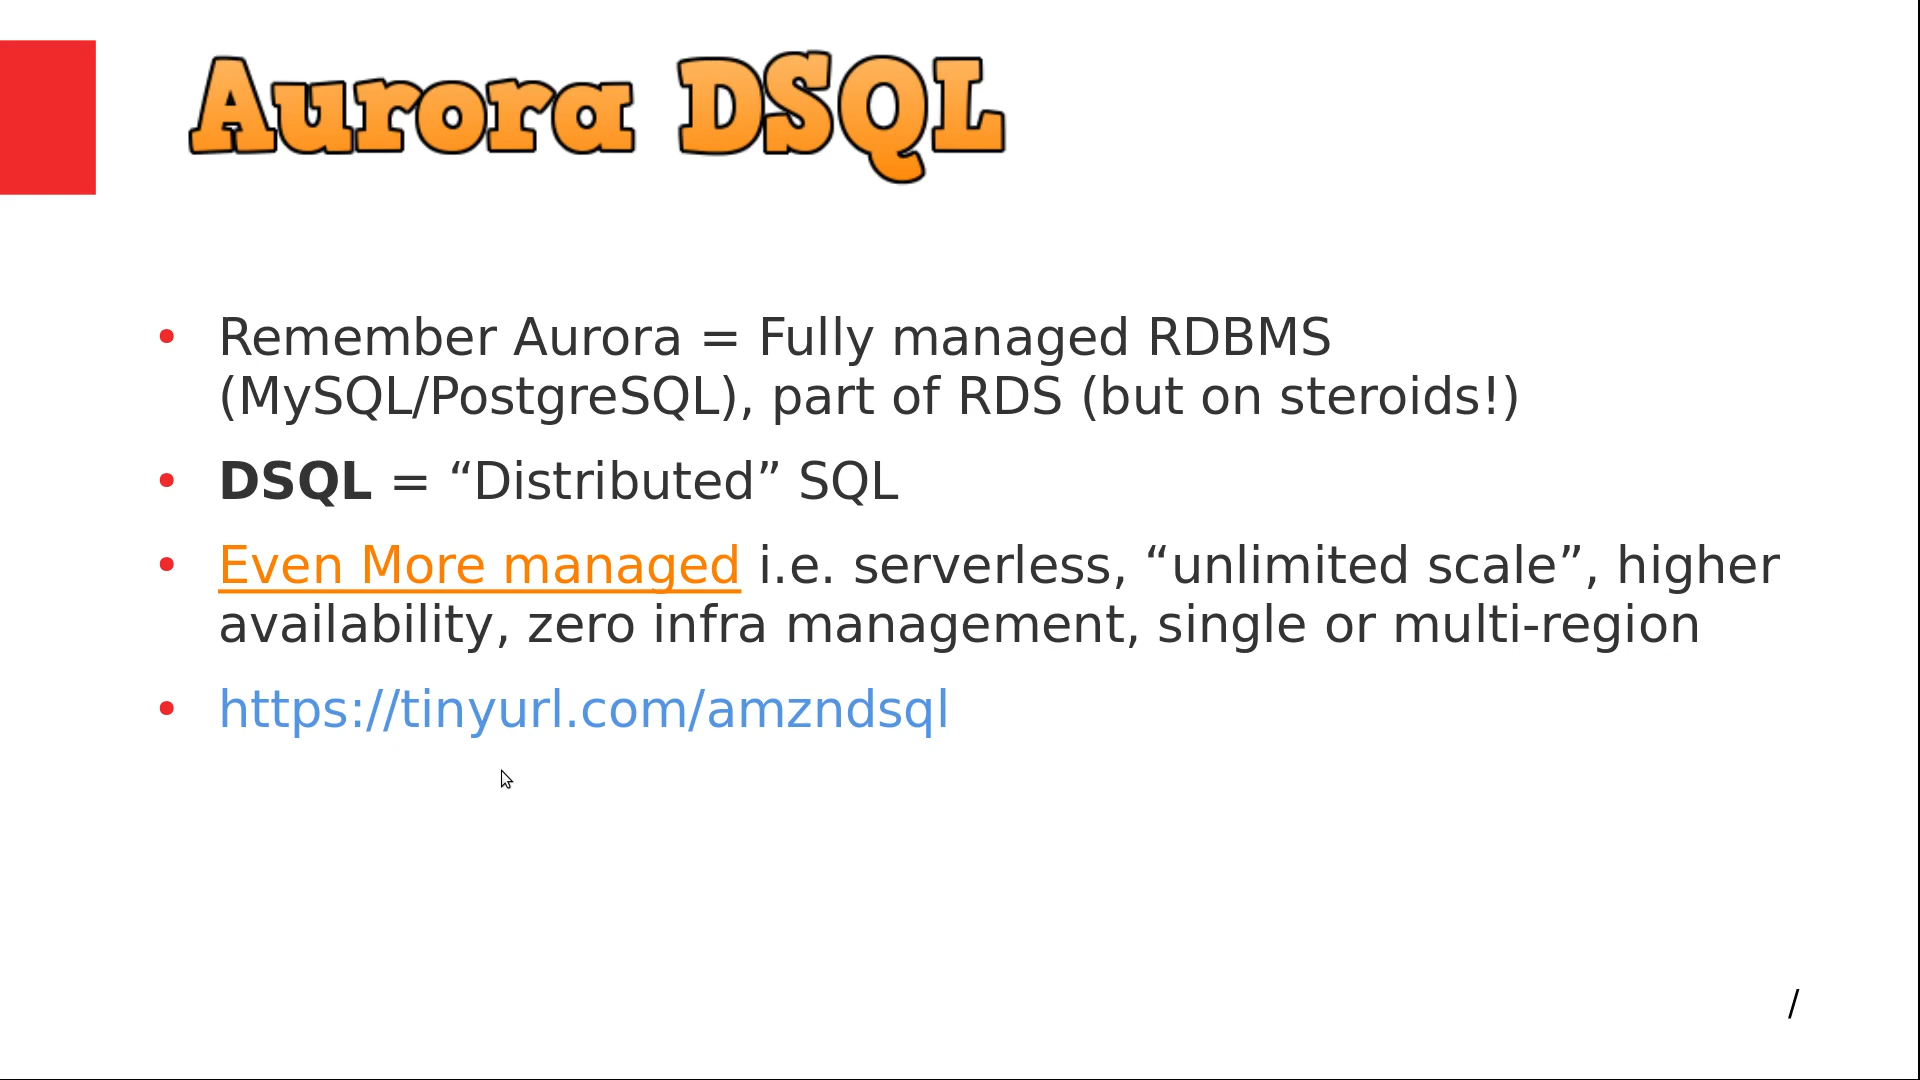 Aurora DSQL
• Remember Aurora = Fully managed RDBMS
(MySQL/PostgreSQL), part of RDS (but on steroids!)
• DSQL = “Distributed” SQL
• Even More managed i.e. serverless, “unlimited scale”, higher
availability, zero infra management, single or multi-region
• https://tinyurl.com/amzndsql
/